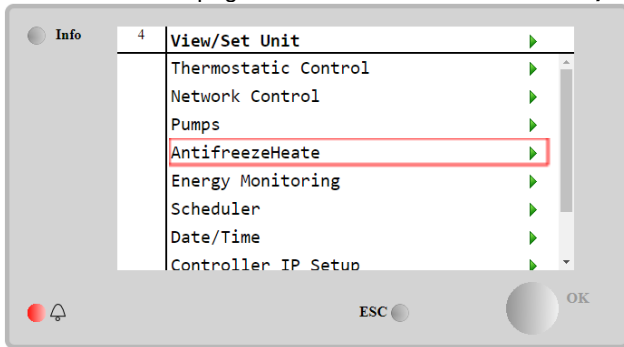 Info
4 View/Set Unit
Thermostatic Control
Network Control
Pumps
AntifreezeHeate
Energy Monitoring
Scheduler
Date/Time
Controller IP Setup
ESC
OK